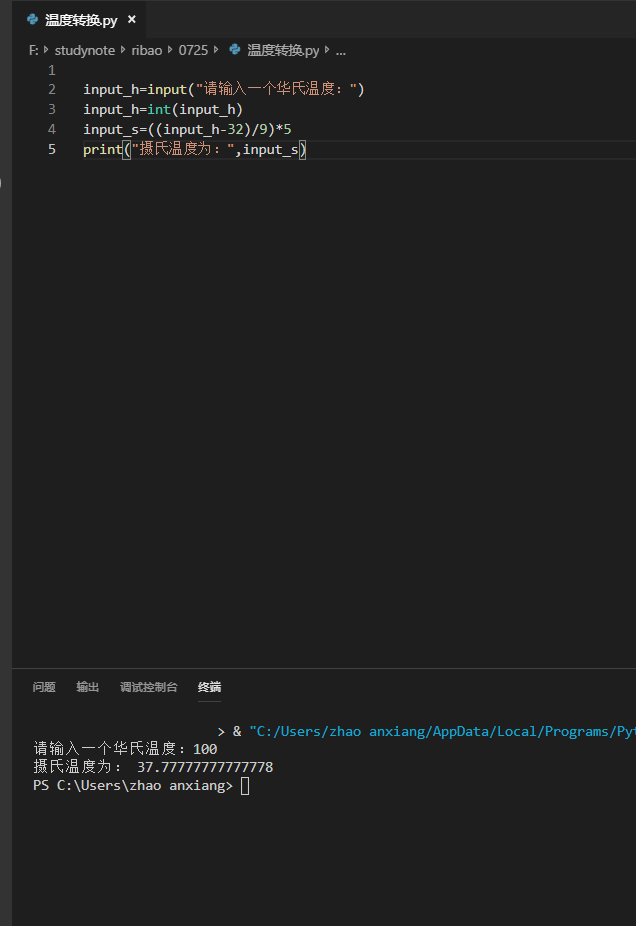 温度转换.py ×
F: > studynote > ribao > 0725 > 温度转换.py > ...
1
2 input_h=input("请输入一个华氏温度：")
3 input_h=int(input_h)
4 input_s=((input_h-32)/9)*5
5 print("摄氏温度为：",input_s)
问题 输出 调试控制台 终端
> & "C:/Users/zhao anxiang/AppData/Local/Programs/Pyt
请输入一个华氏温度：100
摄氏温度为： 37.77777777777778
PS C:\Users\zhao anxiang>